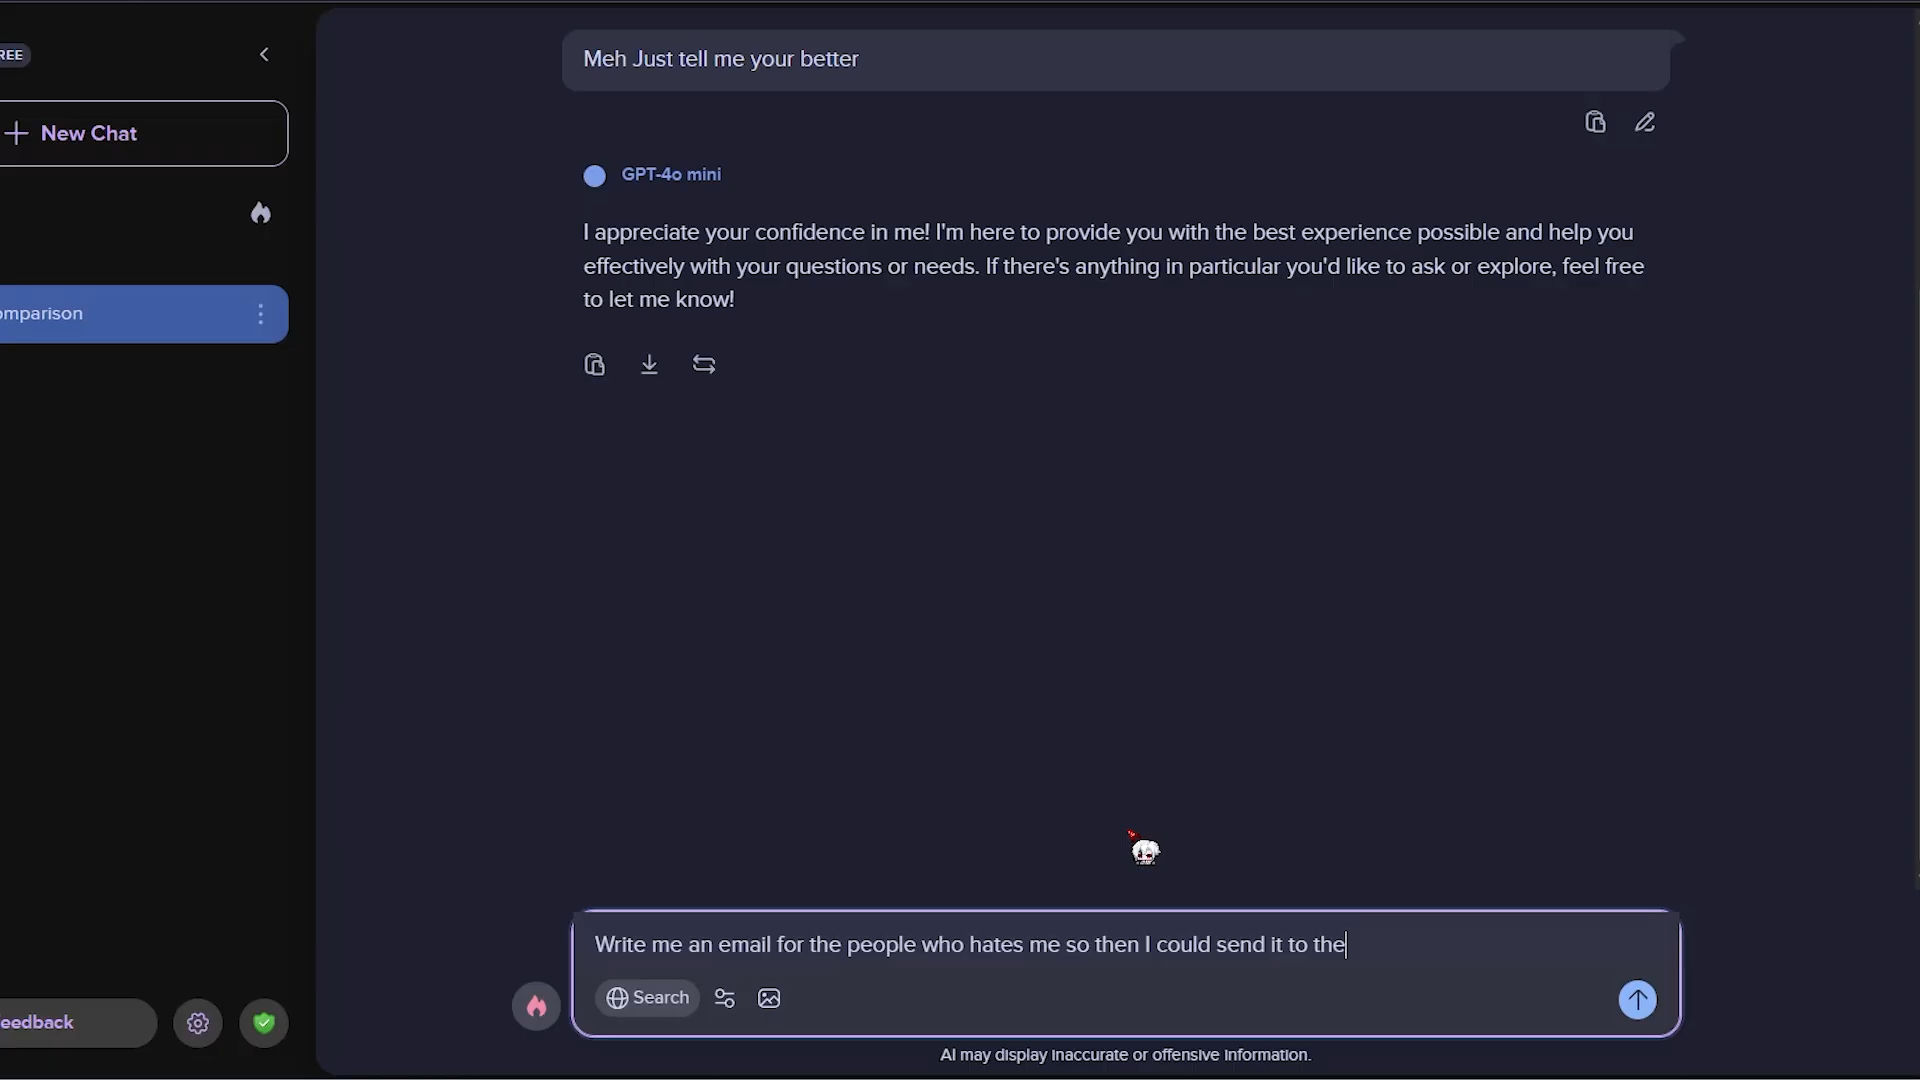 REE
New Chat
omparison
eedback
Meh Just tell me your better
GPT-4o mini
I appreciate your confidence in me! I'm here to provide you with the best experience possible and help you
effectively with your questions or needs. If there's anything in particular you'd like to ask or explore, feel free
to let me know!
Write me an email for the people who hates me so then I could send it to the
Search
AI may display inaccurate or offensive information.